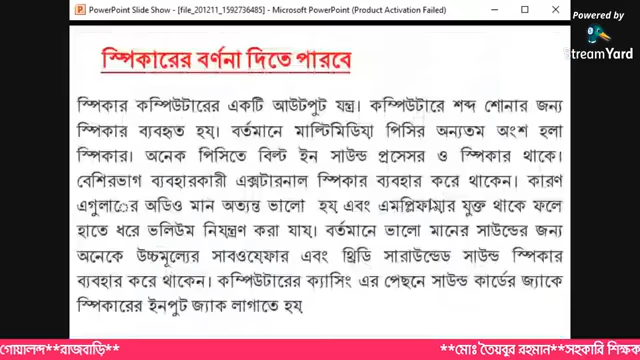 PowerPoint Slide Show - [file_201211_1592736485] - Microsoft PowerPoint (Product Activation Failed)
Powered by
StreamYard
স্পিকারের বর্ণনা দিতে পারবে
স্পিকার কম্পিউটারের একটি আউটপুট যন্ত্র। কম্পিউটারে শব্দ শোনার জন্য
স্পিকার ব্যবহৃত হয্। বর্তমানে মাল্টিমিডিয্া পিসির অন্যতম অংশ হলা
স্পিকার। অনেক পিসিতে বিল্ট ইন সাউন্ড প্রসেসর ও স্পিকার থাকে।
বেশিরভাগ ব্যবহারকারী এক্সটারনাল স্পিকার ব্যবহার করে থাকেন। কারণ
এগুলাের অডিও মান অত্যন্ত ভালো হয্ এবং এমপ্লিফায্ার যুক্ত থাকে ফলে
হাতে ধরে ভলিউম নিয্ন্ত্রণ করা যায্। বর্তমানে ভালো মানের সাউন্ডের জন্য
অনেকে উচ্চমূল্যের সাবওয্ফোর এবং থ্রিডি সারাউন্ডেড সাউন্ড স্পিকার
ব্যবহার করে থাকেন। কম্পিউটারের ক্যাসিং এর পেছনে সাউন্ড কার্ডের জ্যাকে
স্পিকারের ইনপুট জ্যাক লাগাতে হয্
গোয়ালন্দ**রাজবাড়ি** **মোঃ তৈয়বুর রহমান**সহকারি শিক্ষক